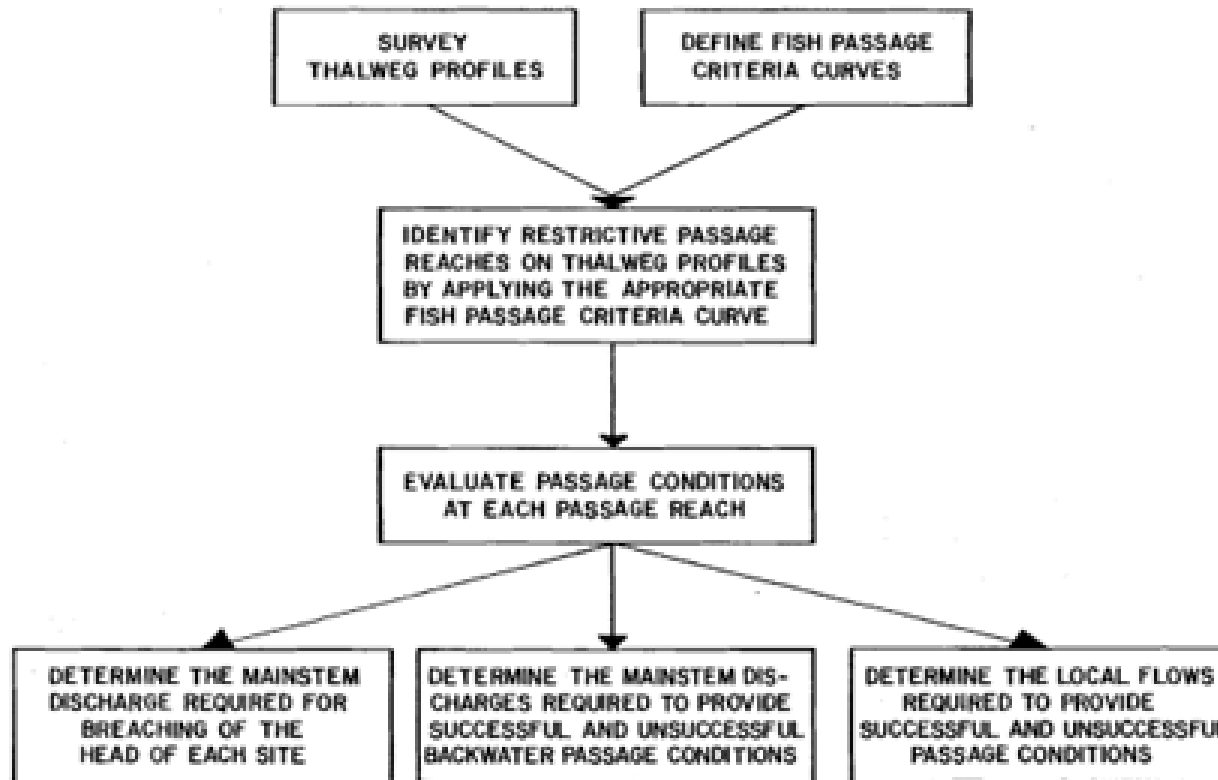 SURVEY
THALWEG PROFILES
DEFINE FISH PASSAGE
CRITERIA CURVES
IDENTIFY RESTRICTIVE PASSAGE
REACHES ON THALWEG PROFILES
BY APPLYING THE APPROPRIATE
FISH PASSAGE CRITERIA CURVE
EVALUATE PASSAGE CONDITIONS
AT EACH PASSAGE REACH
DETERMINE THE MAINSTEM
DISCHARGE REQUIRED FOR
BREACHING OF THE
HEAD OF EACH SITE
DETERMINE THE MAINSTEM DIS-
CHARGES REQUIRED TO PROVIDE
SUCCESSFUL AND UNSUCCESSFUL
BACKWATER PASSAGE CONDITIONS
DETERMINE THE LOCAL FLOWS
REQUIRED TO PROVIDE
SUCCESSFUL AND UNSUCCESSFUL
PASSAGE CONDITIONS